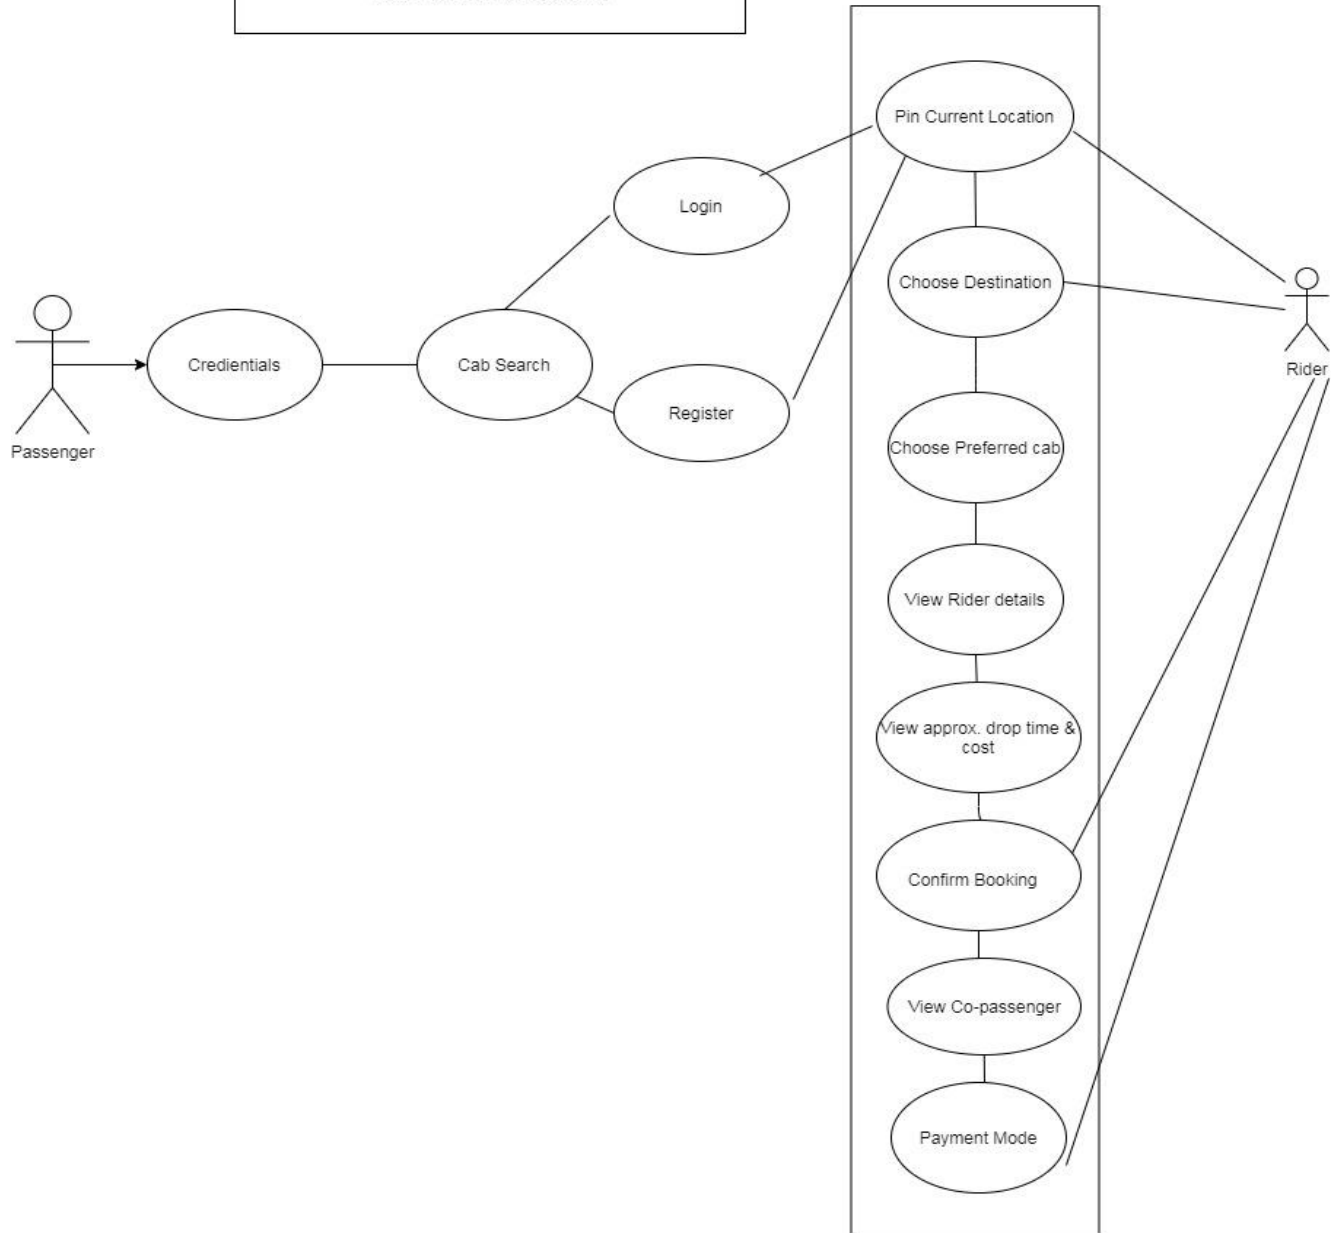 Pin Current Location
Login
Choose Destination
Credientials
Cab Search
Rider
Register
Passenger
Choose Preferred cab
View Rider details
View approx. drop time &
cost
Confirm Booking
View Co-passenger
Payment Mode